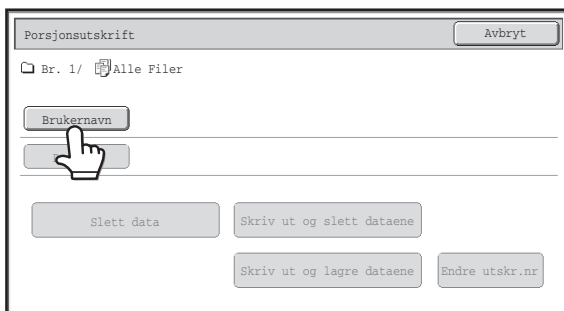 Porsjonsutskrift Avbryt
Br. 1/ Alle Filer
Brukernavn
Slett data Skriv ut og slett dataene
Skriv ut og lagre dataene Endre utskr.nr